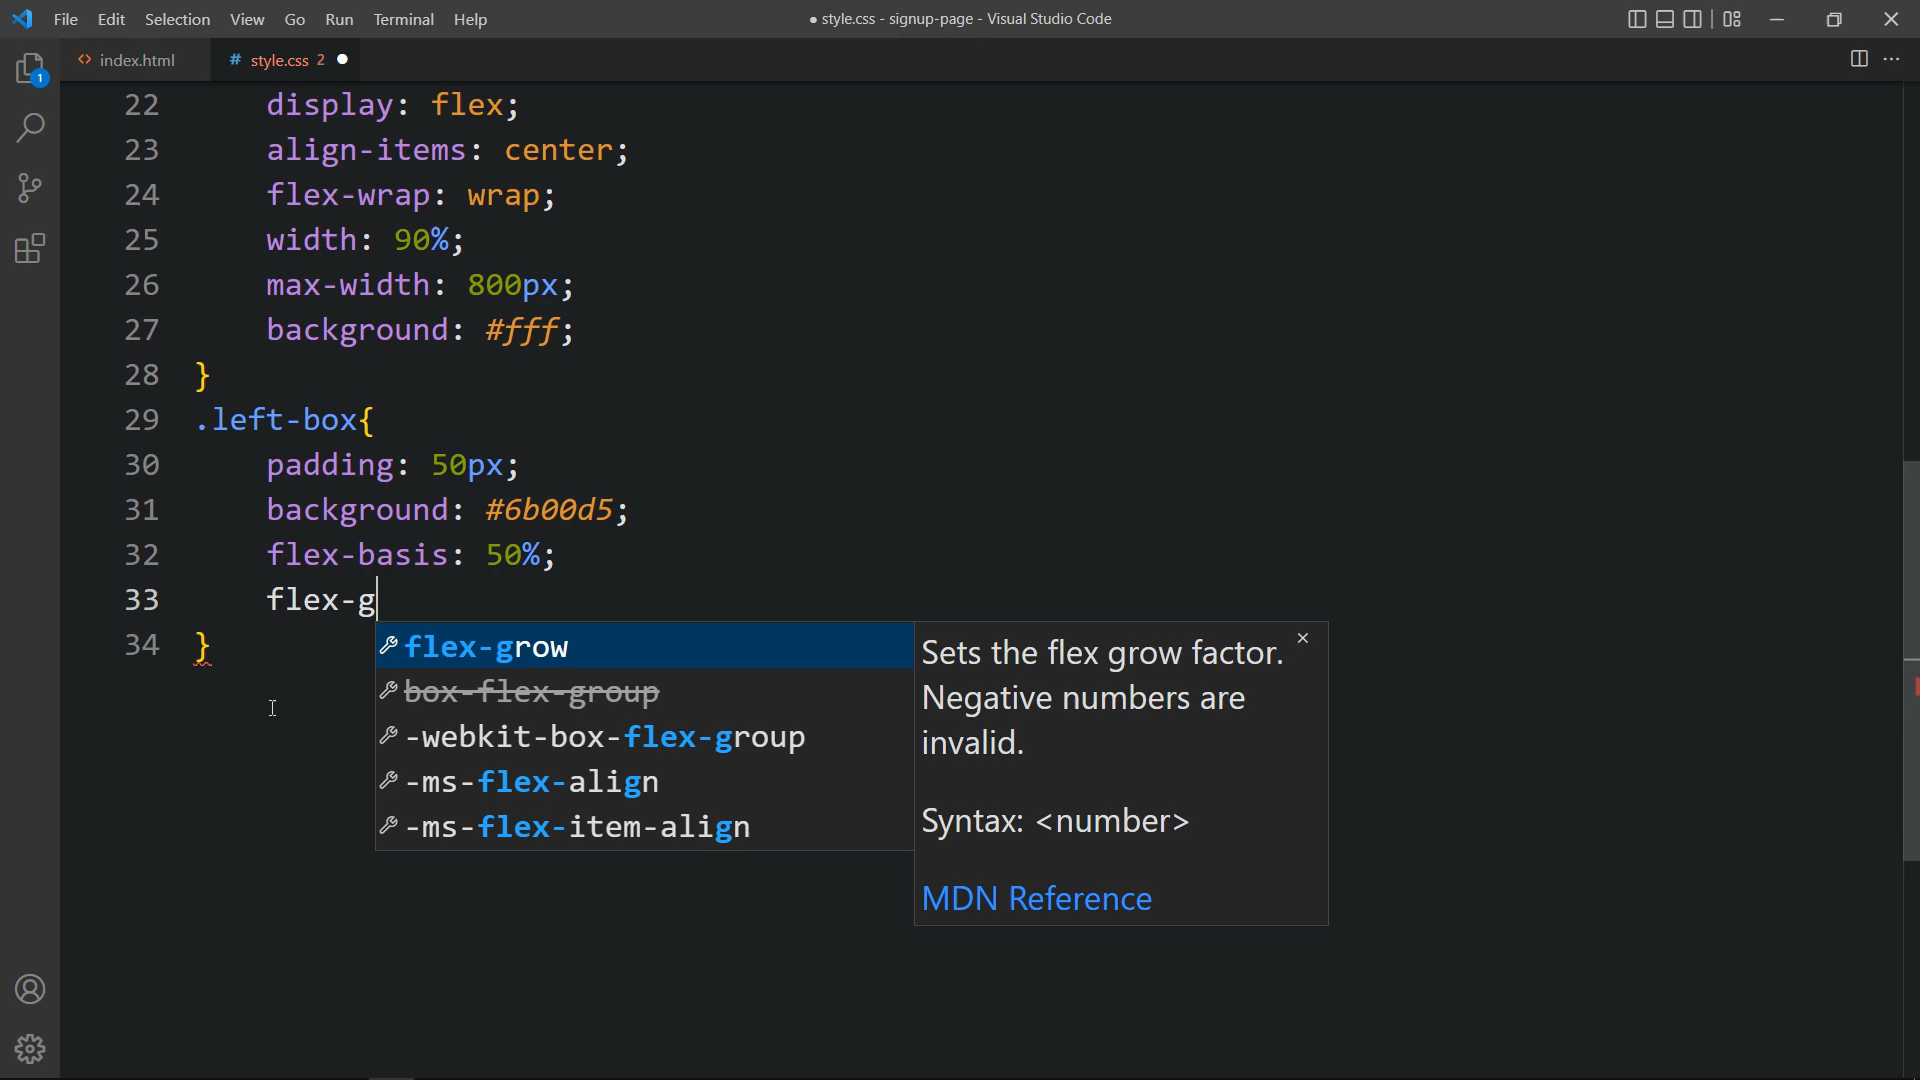 File Edit Selection View Go Run Terminal Help
● style.css - signup-page - Visual Studio Code
index.html
# style.css 2 ●
1
22 display: flex;
23 align-items: center;
24 flex-wrap: wrap;
25 width: 90%;
26 max-width: 800px;
27 background: #fff;
28 }
29 .left-box{
30 padding: 50px;
31 background: #6b00d5;
32 flex-basis: 50%;
33 flex-g
34 }
flex-grow
box-flex-group
-webkit-box-flex-group
-ms-flex-align
-ms-flex-item-align
Sets the flex grow factor.
Negative numbers are
invalid.
Syntax: <number>
MDN Reference